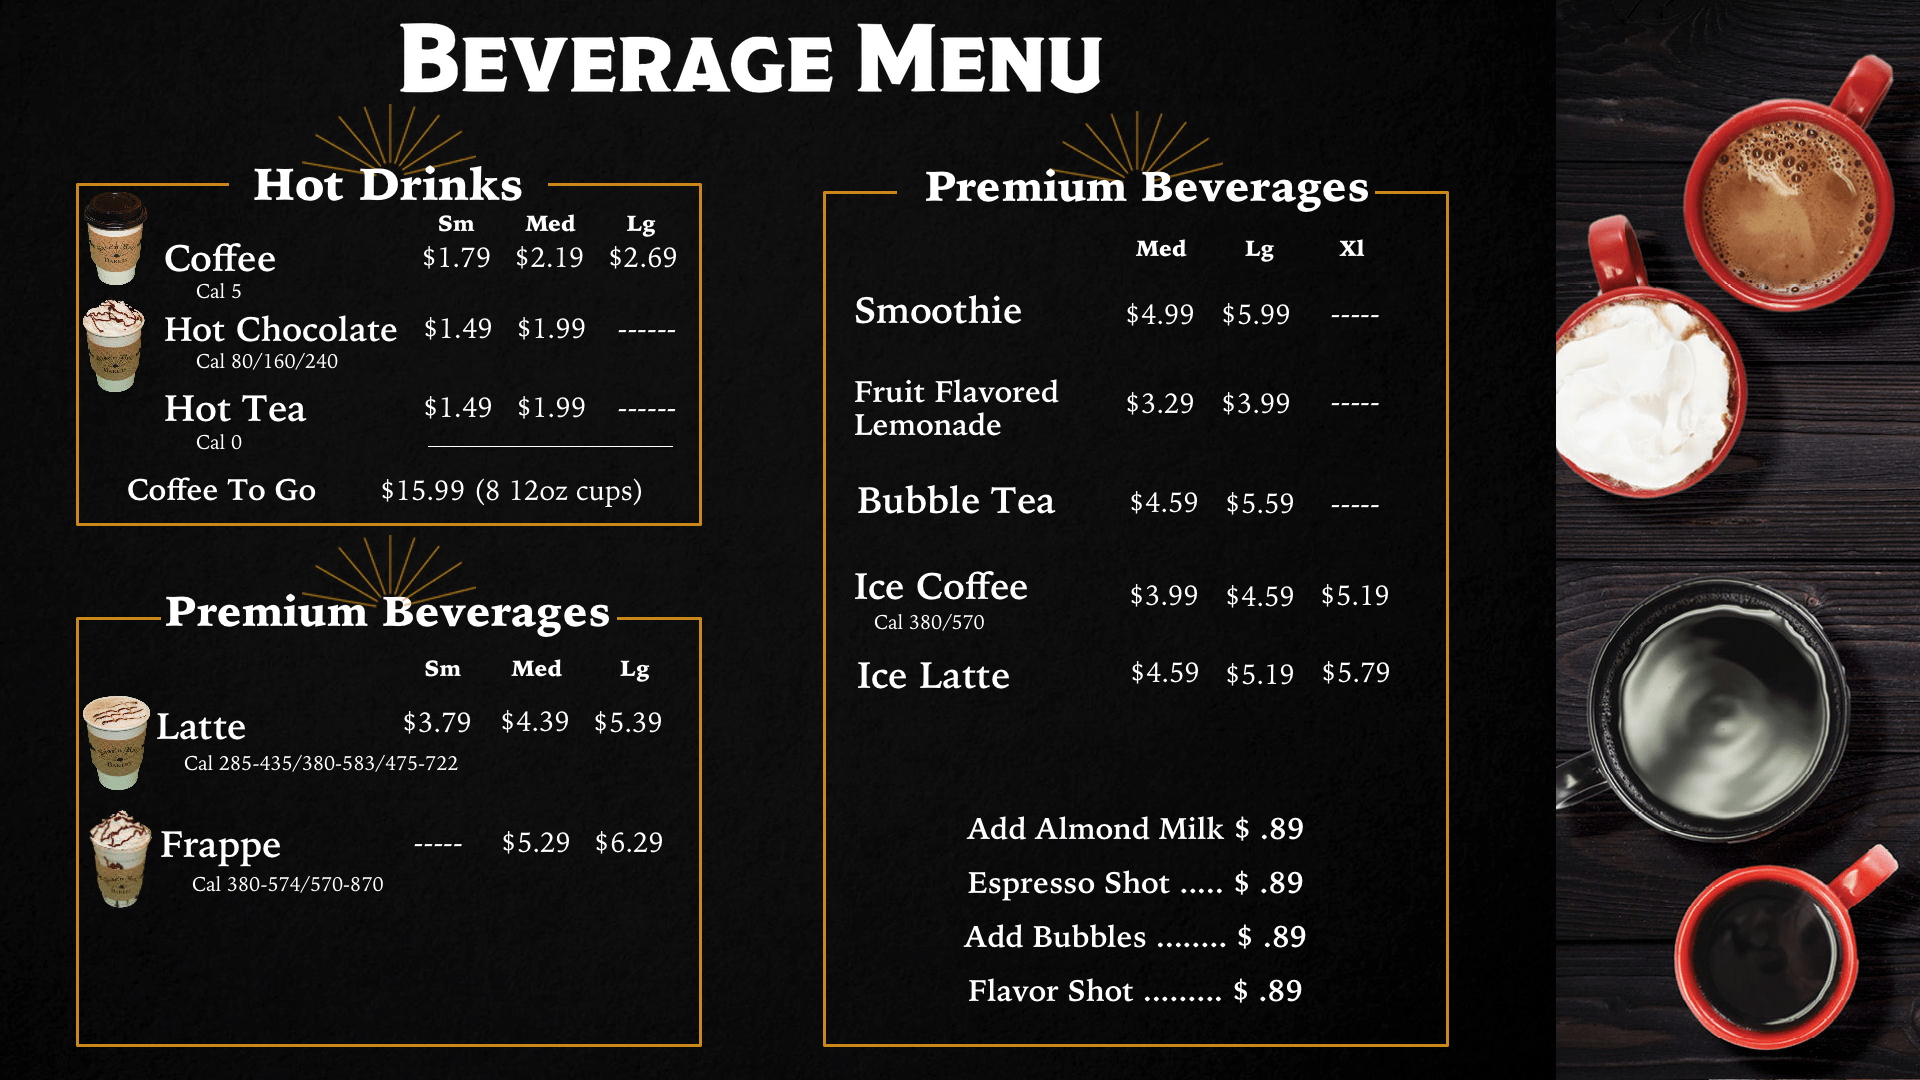 BEVERAGE MENU
Hot Drinks
Sm Med Lg
Coffee $1.79 $2.19 $2.69
Cal 5
Hot Chocolate $1.49 $1.99 ------
Cal 80/160/240
Hot Tea $1.49 $1.99 ------
Cal 0
Coffee To Go $15.99 (8 12oz cups)
Premium Beverages
Sm Med Lg
Latte $3.79 $4.39 $5.39
Cal 285-435/380-583/475-722
Frappe ----- $5.29 $6.29
Cal 380-574/570-870
Premium Beverages
Med Lg Xl
Smoothie $4.99 $5.99 -----
Fruit Flavored
Lemonade $3.29 $3.99 -----
Bubble Tea $4.59 $5.59 -----
Ice Coffee $3.99 $4.59 $5.19
Cal 380/570
Ice Latte $4.59 $5.19 $5.79
Add Almond Milk $ .89
Espresso Shot ..... $ .89
Add Bubbles ........ $ .89
Flavor Shot ......... $ .89